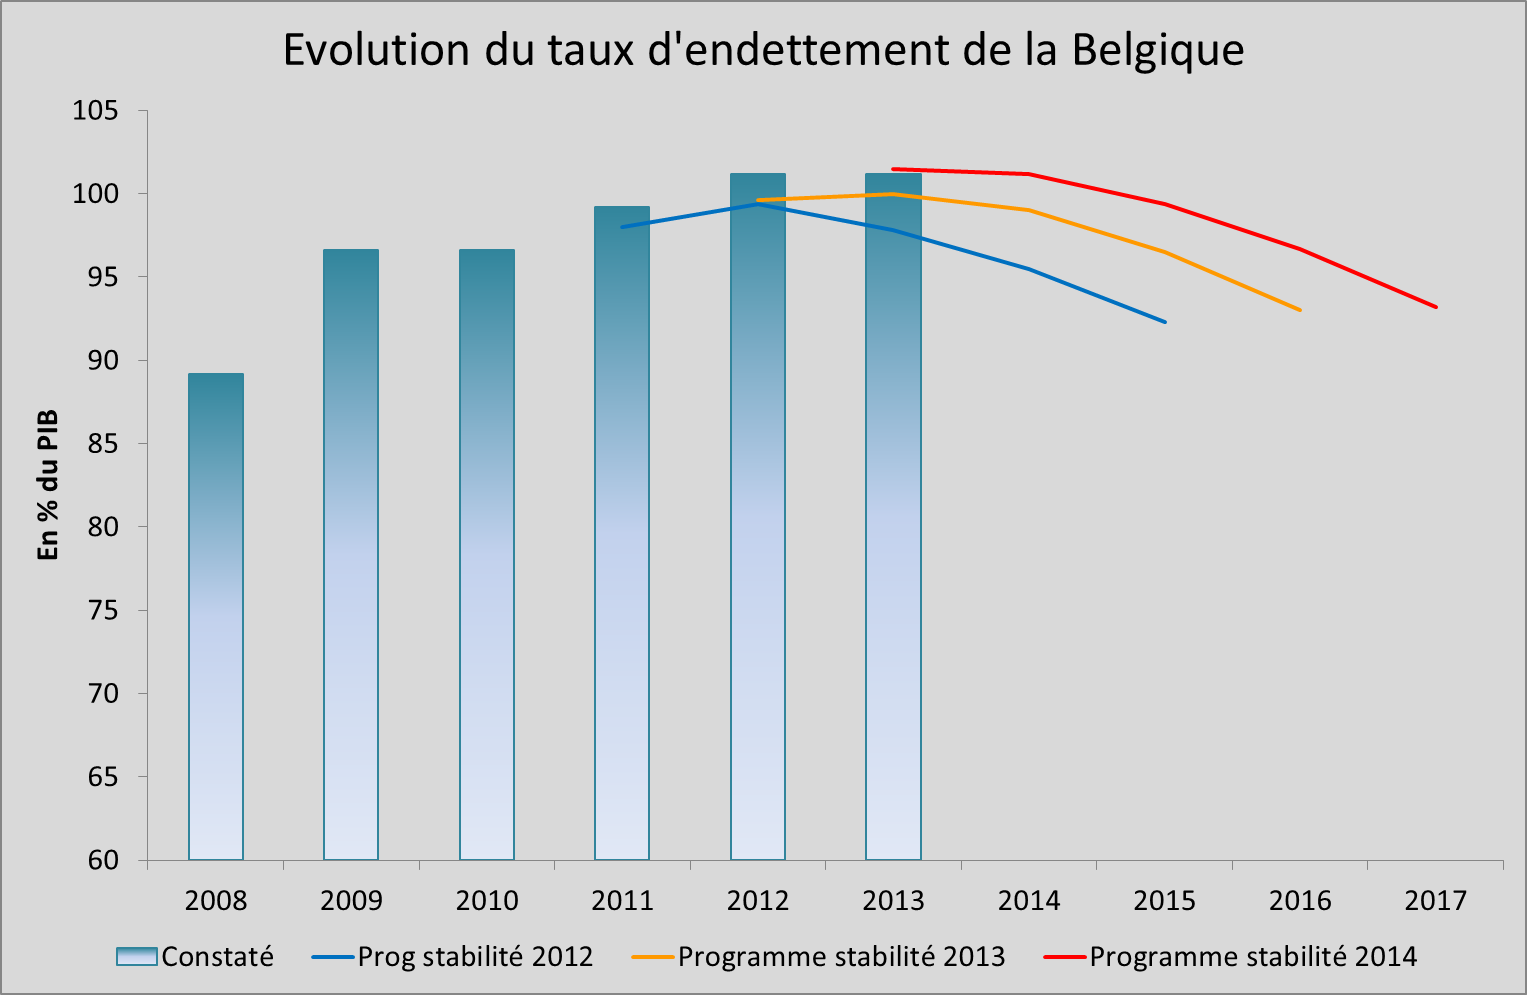 Evolution du taux d'endettement de la Belgique
105
100
95
90
85
80
75
70
65
60
En % du PIB
2008 2009 2010 2011 2012 2013 2014 2015 2016 2017
Constaté Prog stabilité 2012 Programme stabilité 2013 Programme stabilité 2014